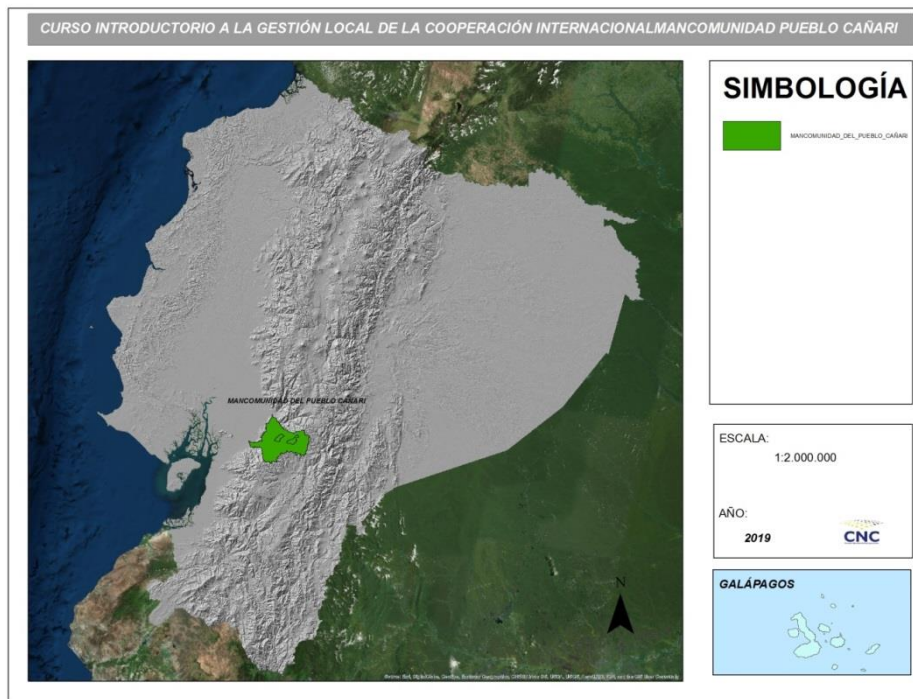 CURSO INTRODUCTORIO A LA GESTIÓN LOCAL DE LA COOPERACIÓN INTERNACIONALMANCOMUNIDAD PUEBLO CAÑARI
SIMBOLOGÍA
MANCOMUNIDAD_DEL_PUEBLO_CAÑARI
MANCOMUNIDAD DEL PUEBLO CAÑARI
ESCALA:
1:2.000.000
AÑO:
2019
CNC
N
GALÁPAGOS